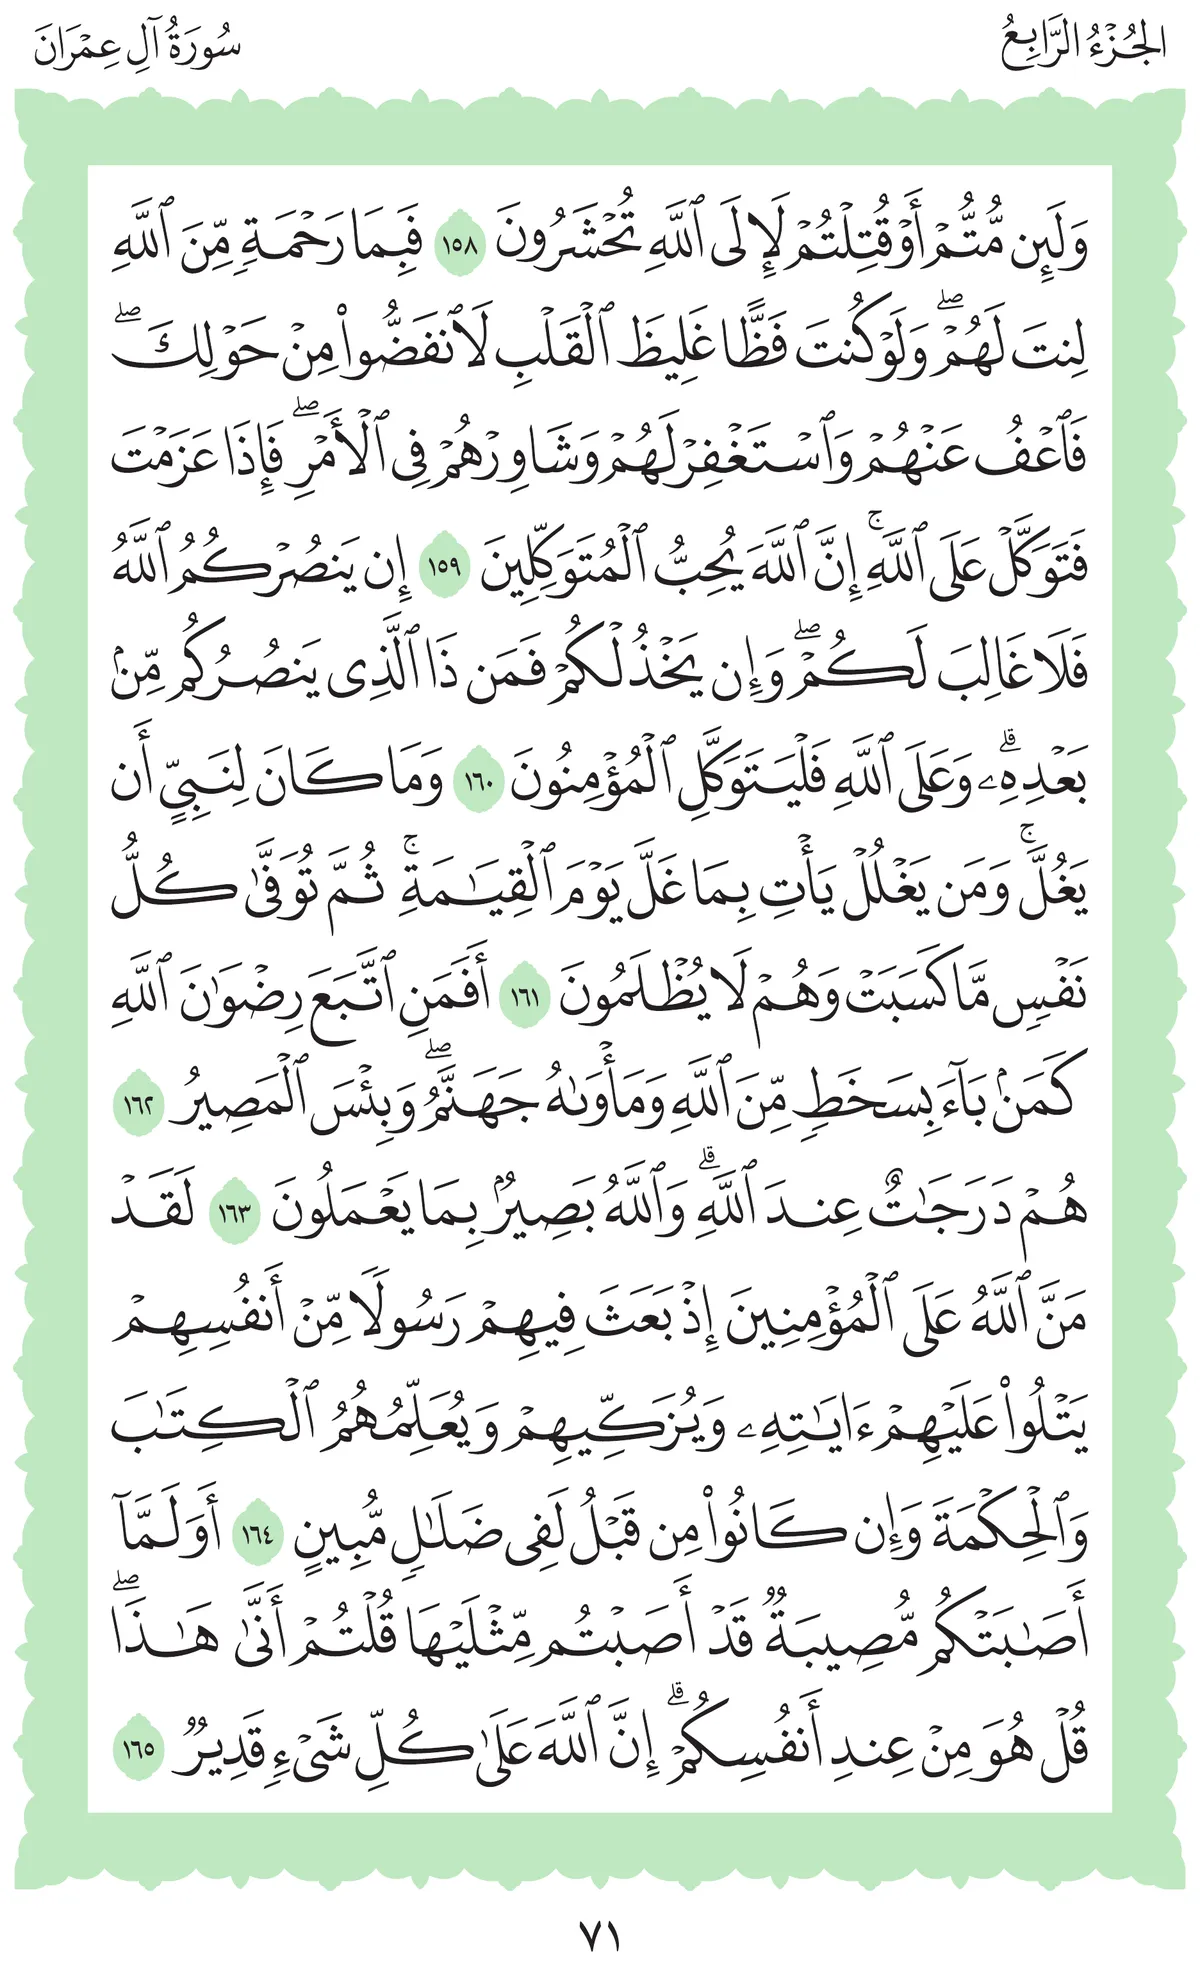 الجُزْءُ الرَّابِعُ
سُورَةُ آلِ عِمْرَانَ
وَلَئِن مُّتُّمْ أَوْ قُتِلْتُمْ لَإِلَى ٱللَّهِ تُحْشَرُونَ ١٥٨ فَبِمَا رَحْمَةٍ مِّنَ ٱللَّهِ
لِنتَ لَهُمْۖ وَلَوْ كُنتَ فَظًّا غَلِيظَ ٱلْقَلْبِ لَٱنفَضُّوا۟ مِنْ حَوْلِكَۖ
فَٱعْفُ عَنْهُمْ وَٱسْتَغْفِرْ لَهُمْ وَشَاوِرْهُمْ فِى ٱلْأَمْرِۖ فَإِذَا عَزَمْتَ
فَتَوَكَّلْ عَلَى ٱللَّهِۚ إِنَّ ٱللَّهَ يُحِبُّ ٱلْمُتَوَكِّلِينَ ١٥٩ إِن يَنصُرْكُمُ ٱللَّهُ
فَلَا غَالِبَ لَكُمْۖ وَإِن يَخْذُلْكُمْ فَمَن ذَا ٱلَّذِى يَنصُرُكُم مِّنۢ
بَعْدِهِۦۗ وَعَلَى ٱللَّهِ فَلْيَتَوَكَّلِ ٱلْمُؤْمِنُونَ ١٦٠ وَمَا كَانَ لِنَبِىٍّ أَن
يَغُلَّۚ وَمَن يَغْلُلْ يَأْتِ بِمَا غَلَّ يَوْمَ ٱلْقِيَـٰمَةِۚ ثُمَّ تُوَفَّىٰ كُلُّ
نَفْسٍ مَّا كَسَبَتْ وَهُمْ لَا يُظْلَمُونَ ١٦١ أَفَمَنِ ٱتَّبَعَ رِضْوَٰنَ ٱللَّهِ
كَمَنۢ بَآءَ بِسَخَطٍ مِّنَ ٱللَّهِ وَمَأْوَىٰهُ جَهَنَّمُۖ وَبِئْسَ ٱلْمَصِيرُ ١٦٢
هُمْ دَرَجَـٰتٌ عِندَ ٱللَّهِۗ وَٱللَّهُ بَصِيرٌۢ بِمَا يَعْمَلُونَ ١٦٣ لَقَدْ
مَنَّ ٱللَّهُ عَلَى ٱلْمُؤْمِنِينَ إِذْ بَعَثَ فِيهِمْ رَسُولًا مِّنْ أَنفُسِهِمْ
يَتْلُوا۟ عَلَيْهِمْ ءَايَـٰتِهِۦ وَيُزَكِّيهِمْ وَيُعَلِّمُهُمُ ٱلْكِتَـٰبَ
وَٱلْحِكْمَةَ وَإِن كَانُوا۟ مِن قَبْلُ لَفِى ضَلَـٰلٍ مُّبِينٍ ١٦٤ أَوَلَمَّآ
أَصَـٰبَتْكُم مُّصِيبَةٌ قَدْ أَصَبْتُم مِّثْلَيْهَا قُلْتُمْ أَنَّىٰ هَـٰذَاۖ
قُلْ هُوَ مِنْ عِندِ أَنفُسِكُمْۗ إِنَّ ٱللَّهَ عَلَىٰ كُلِّ شَىْءٍ قَدِيرٌ ١٦٥
٧١